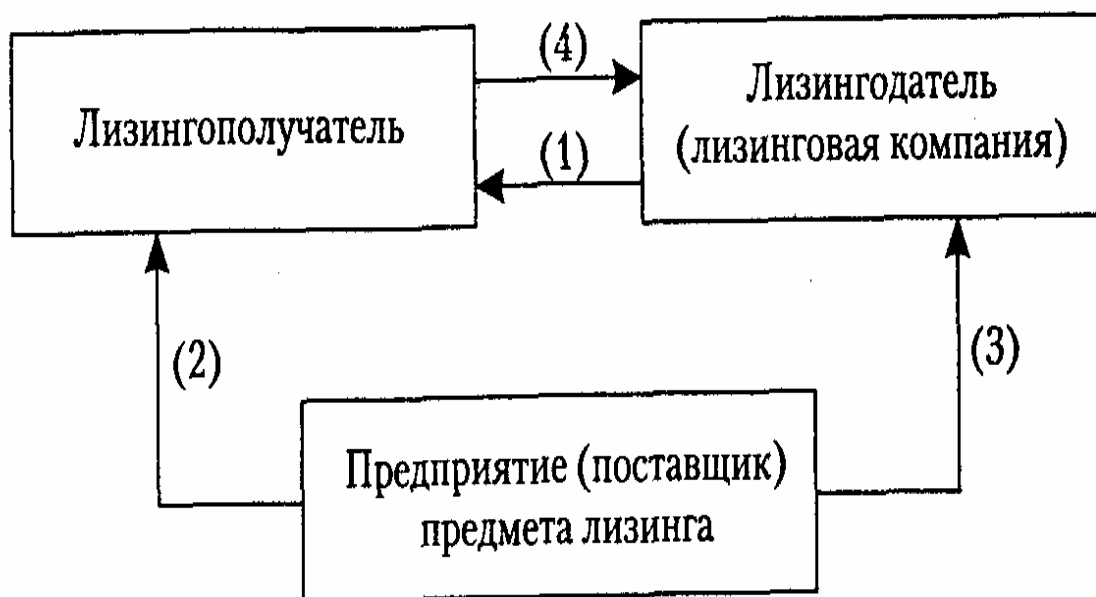 (4)
Лизингополучатель
Лизингодатель
(лизинговая компания)
(1)
(2)
(3)
Предприятие (поставщик)
предмета лизинга